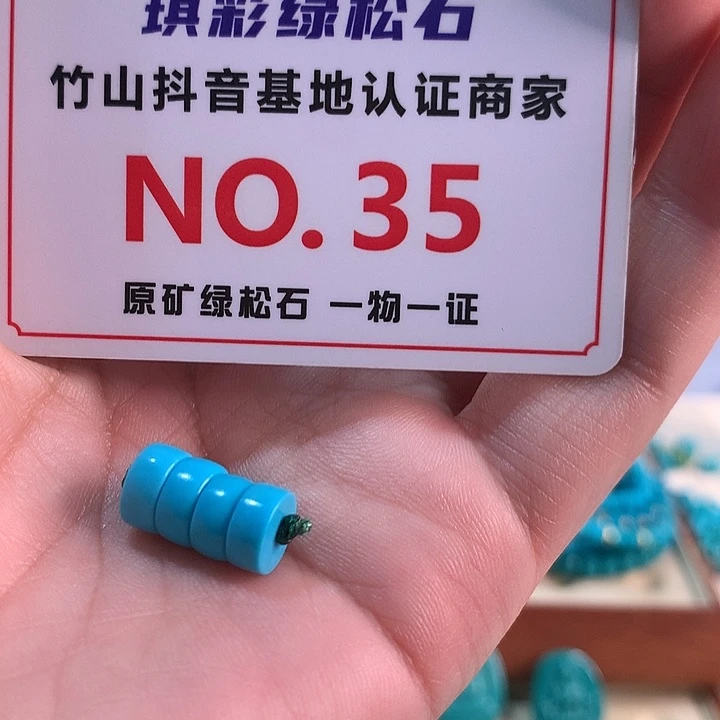 琪彩绿松石
竹山抖音基地认证商家
NO. 35
原矿绿松石 一物一证